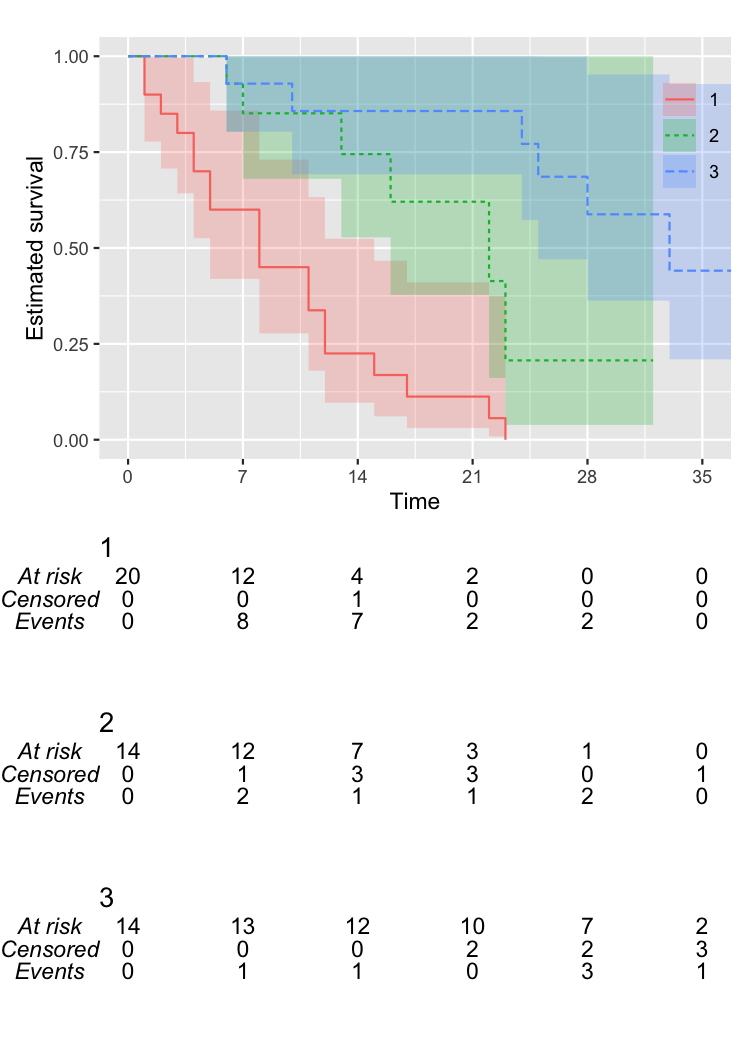 1.00
0.75
0.50
0.25
0.00
Estimated survival
1
2
3
0 7 14 21 28 35
Time
1
At risk 20 12 4 2 0 0
Censored 0 0 1 0 0 0
Events 0 8 7 2 2 0
2
At risk 14 12 7 3 1 0
Censored 0 1 3 3 0 1
Events 0 2 1 1 2 0
3
At risk 14 13 12 10 7 2
Censored 0 0 0 2 2 3
Events 0 1 1 0 3 1